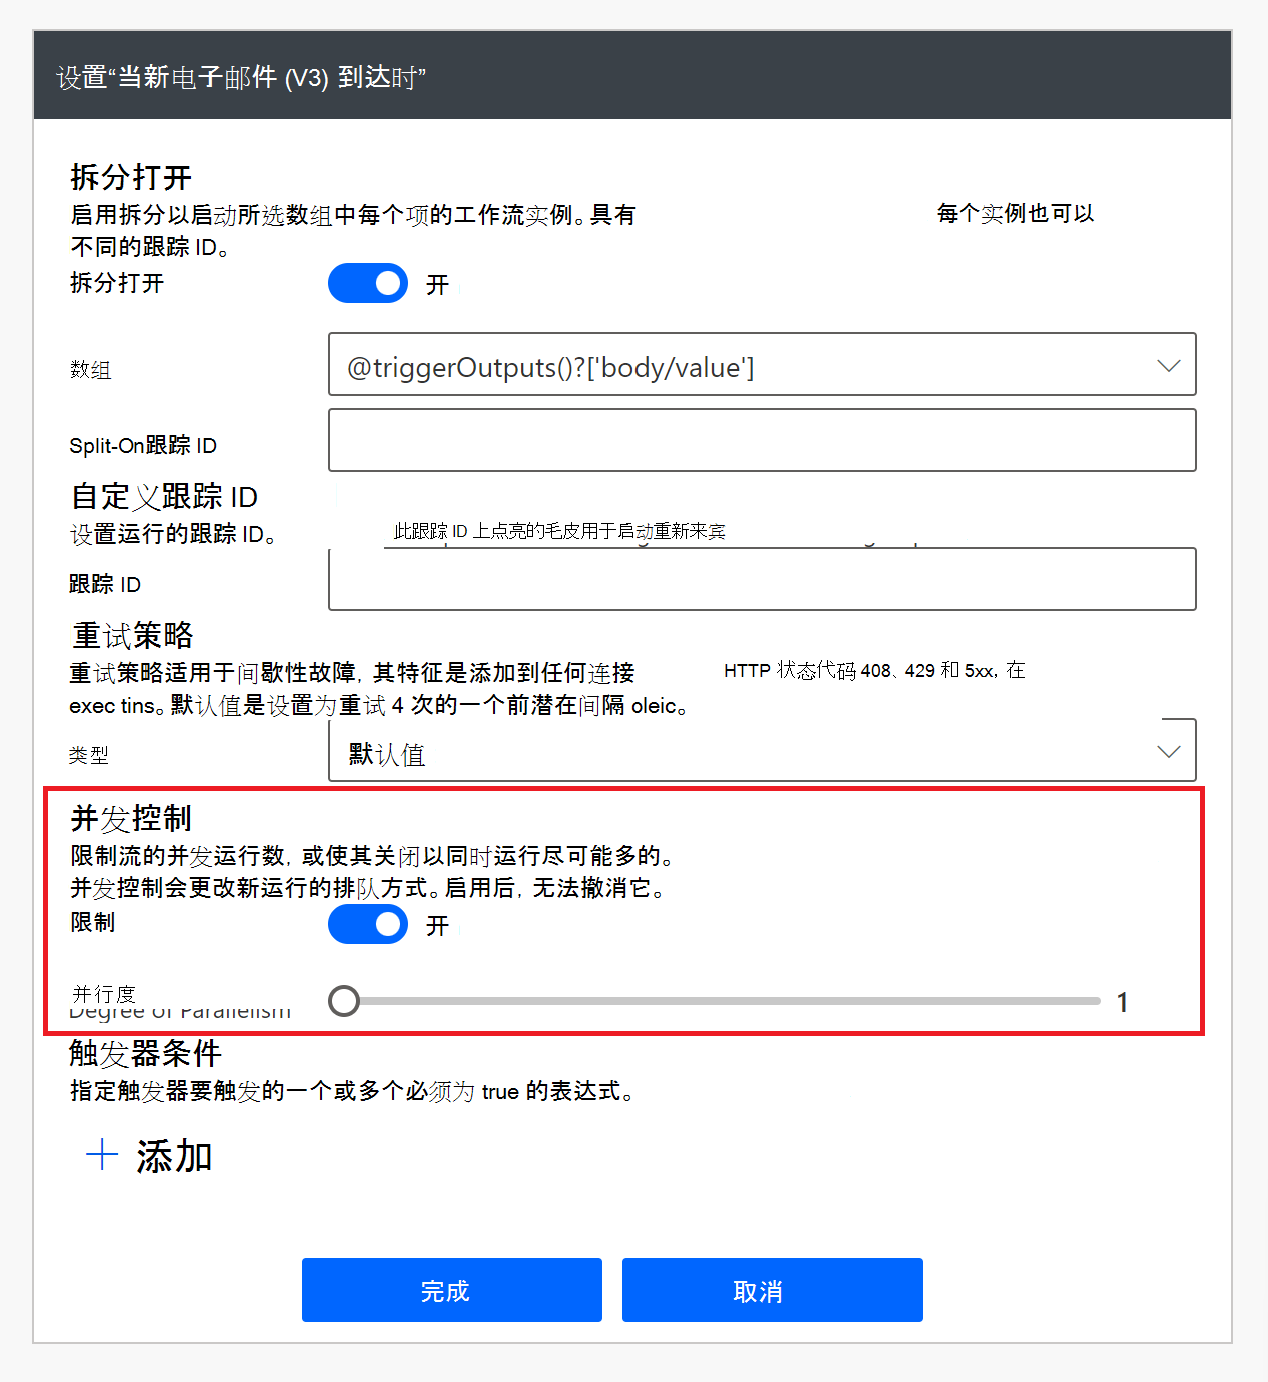 设置“当新电子邮件 (V3) 到达时”
拆分打开
启用拆分以启动所选数组中每个项的工作流实例。具有 每个实例也可以
不同的跟踪 ID。
拆分打开 开
数组 @triggerOutputs()?['body/value']
Split-On跟踪 ID
自定义跟踪 ID
设置运行的跟踪 ID。 此跟踪 ID 上点亮的毛皮用于启动重新来宾
跟踪 ID
重试策略
重试策略适用于间歇性故障, 其特征是添加到任何连接 HTTP 状态代码 408、429 和 5xx, 在
exec tins。默认值是设置为重试 4 次的一个前潜在间隔 oleic。
类型 默认值
并发控制
限制流的并发运行数, 或使其关闭以同时运行尽可能多的。
并发控制会更改新运行的排队方式。启用后, 无法撤消它。
限制 开
并行度
Degree of Parallelism 1
触发器条件
指定触发器要触发的一个或多个必须为 true 的表达式。
添加
完成 取消